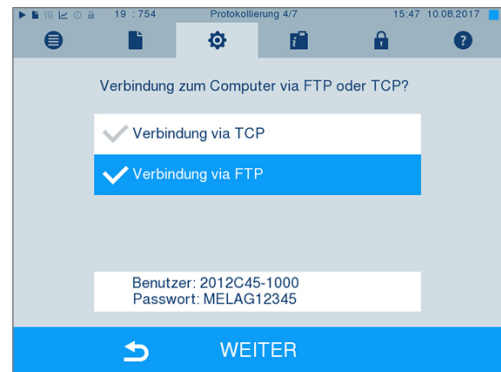 19 : 754 Protokollierung 4/7 15:47 10.08.2017
Verbindung zum Computer via FTP oder TCP?
Verbindung via TCP
Verbindung via FTP
Benutzer: 2012C45-1000
Passwort: MELAG12345
WEITER